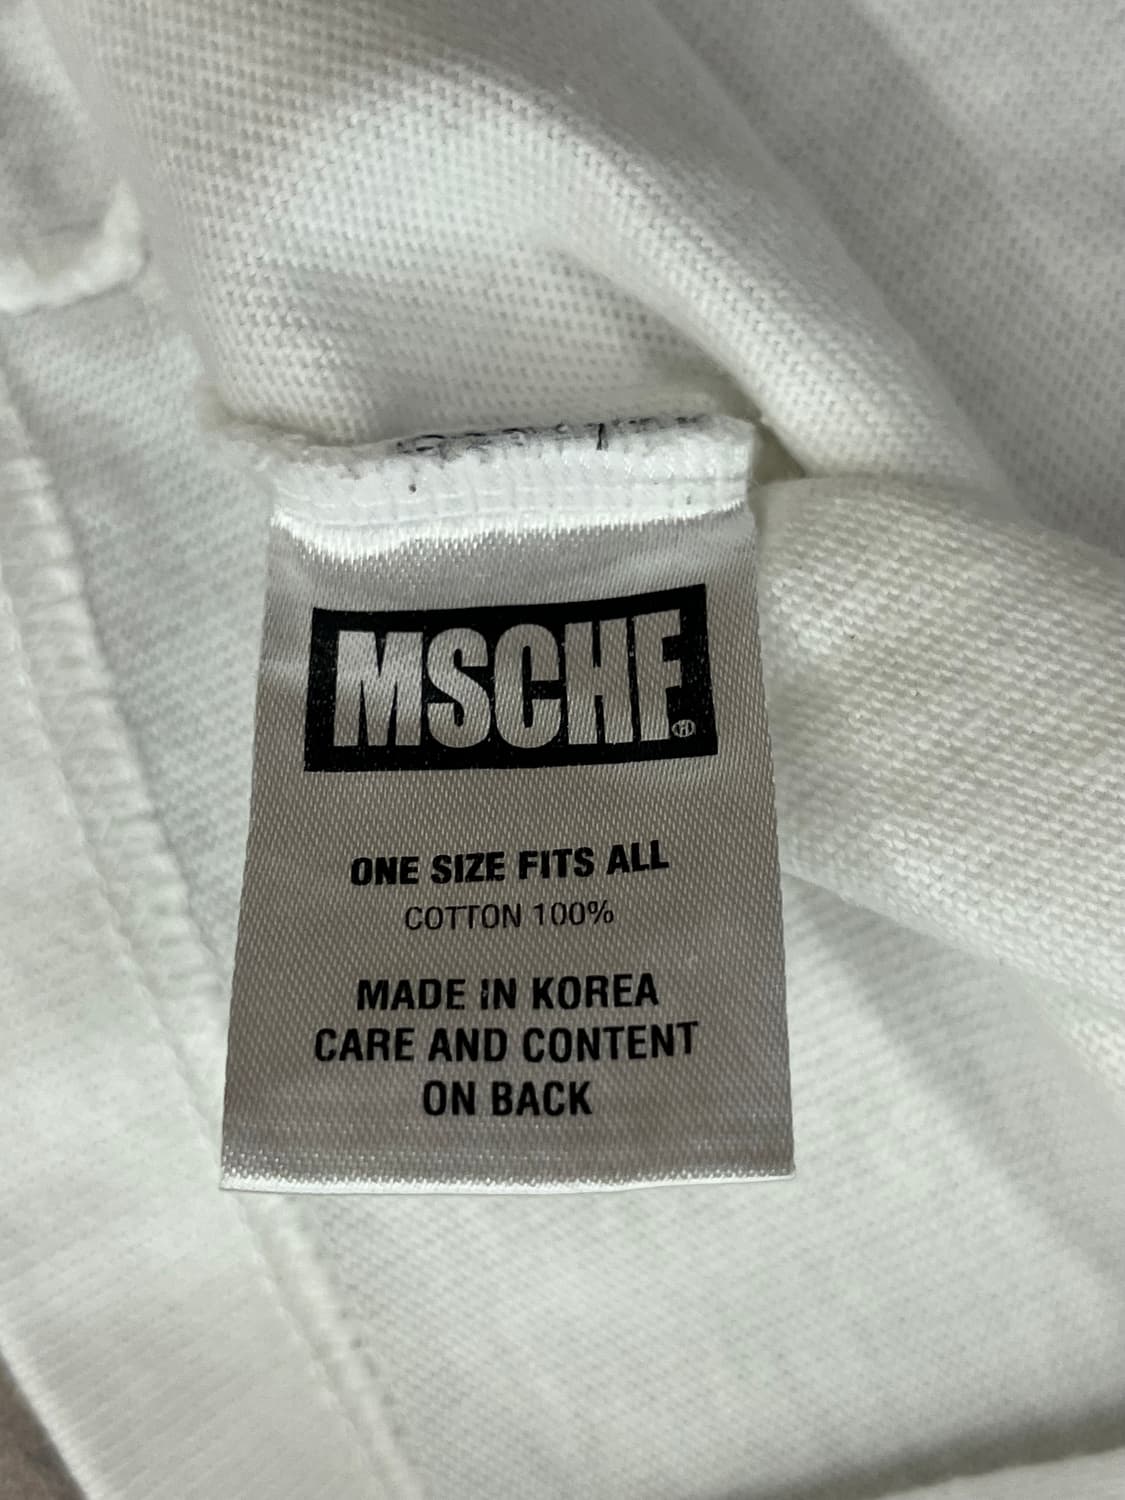 MSCHF
ONE SIZE FITS ALL
COTTON 100%
MADE IN KOREA
CARE AND CONTENT
ON BACK